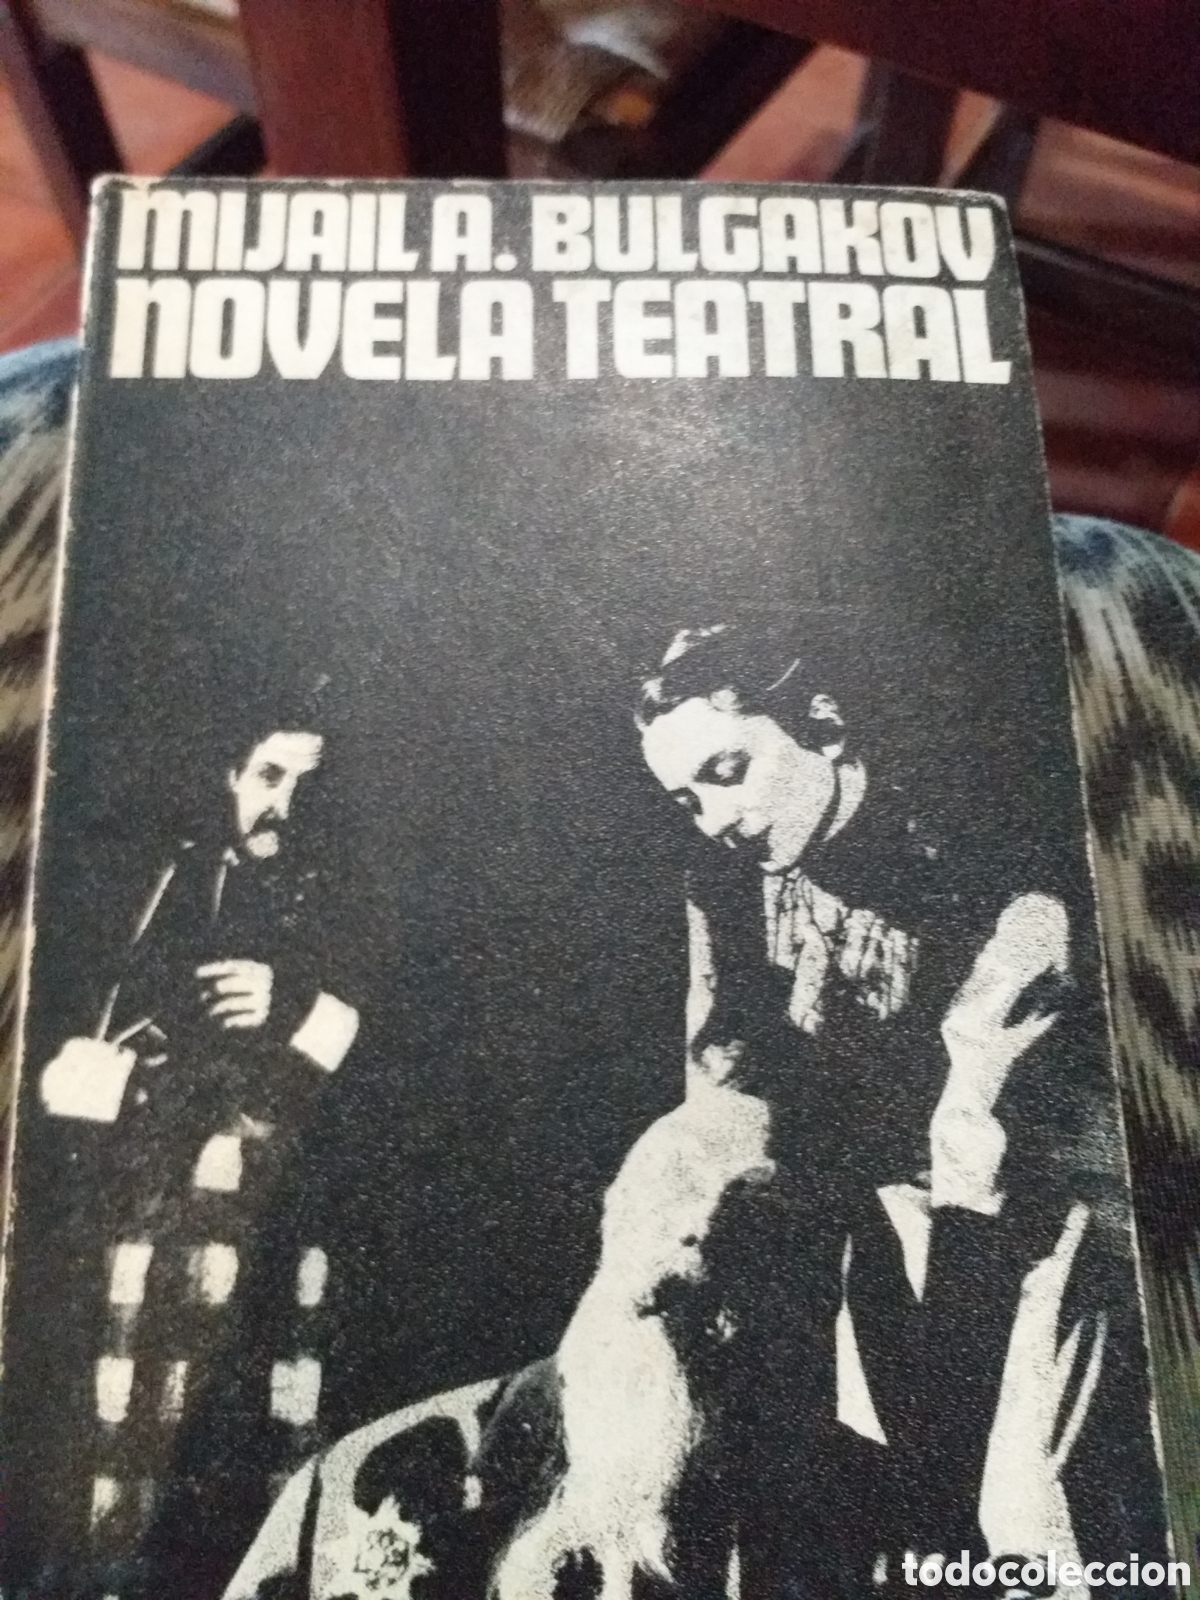 MIJAIL A. BULGAKOV
NOVELA TEATRAL
todocoleccion